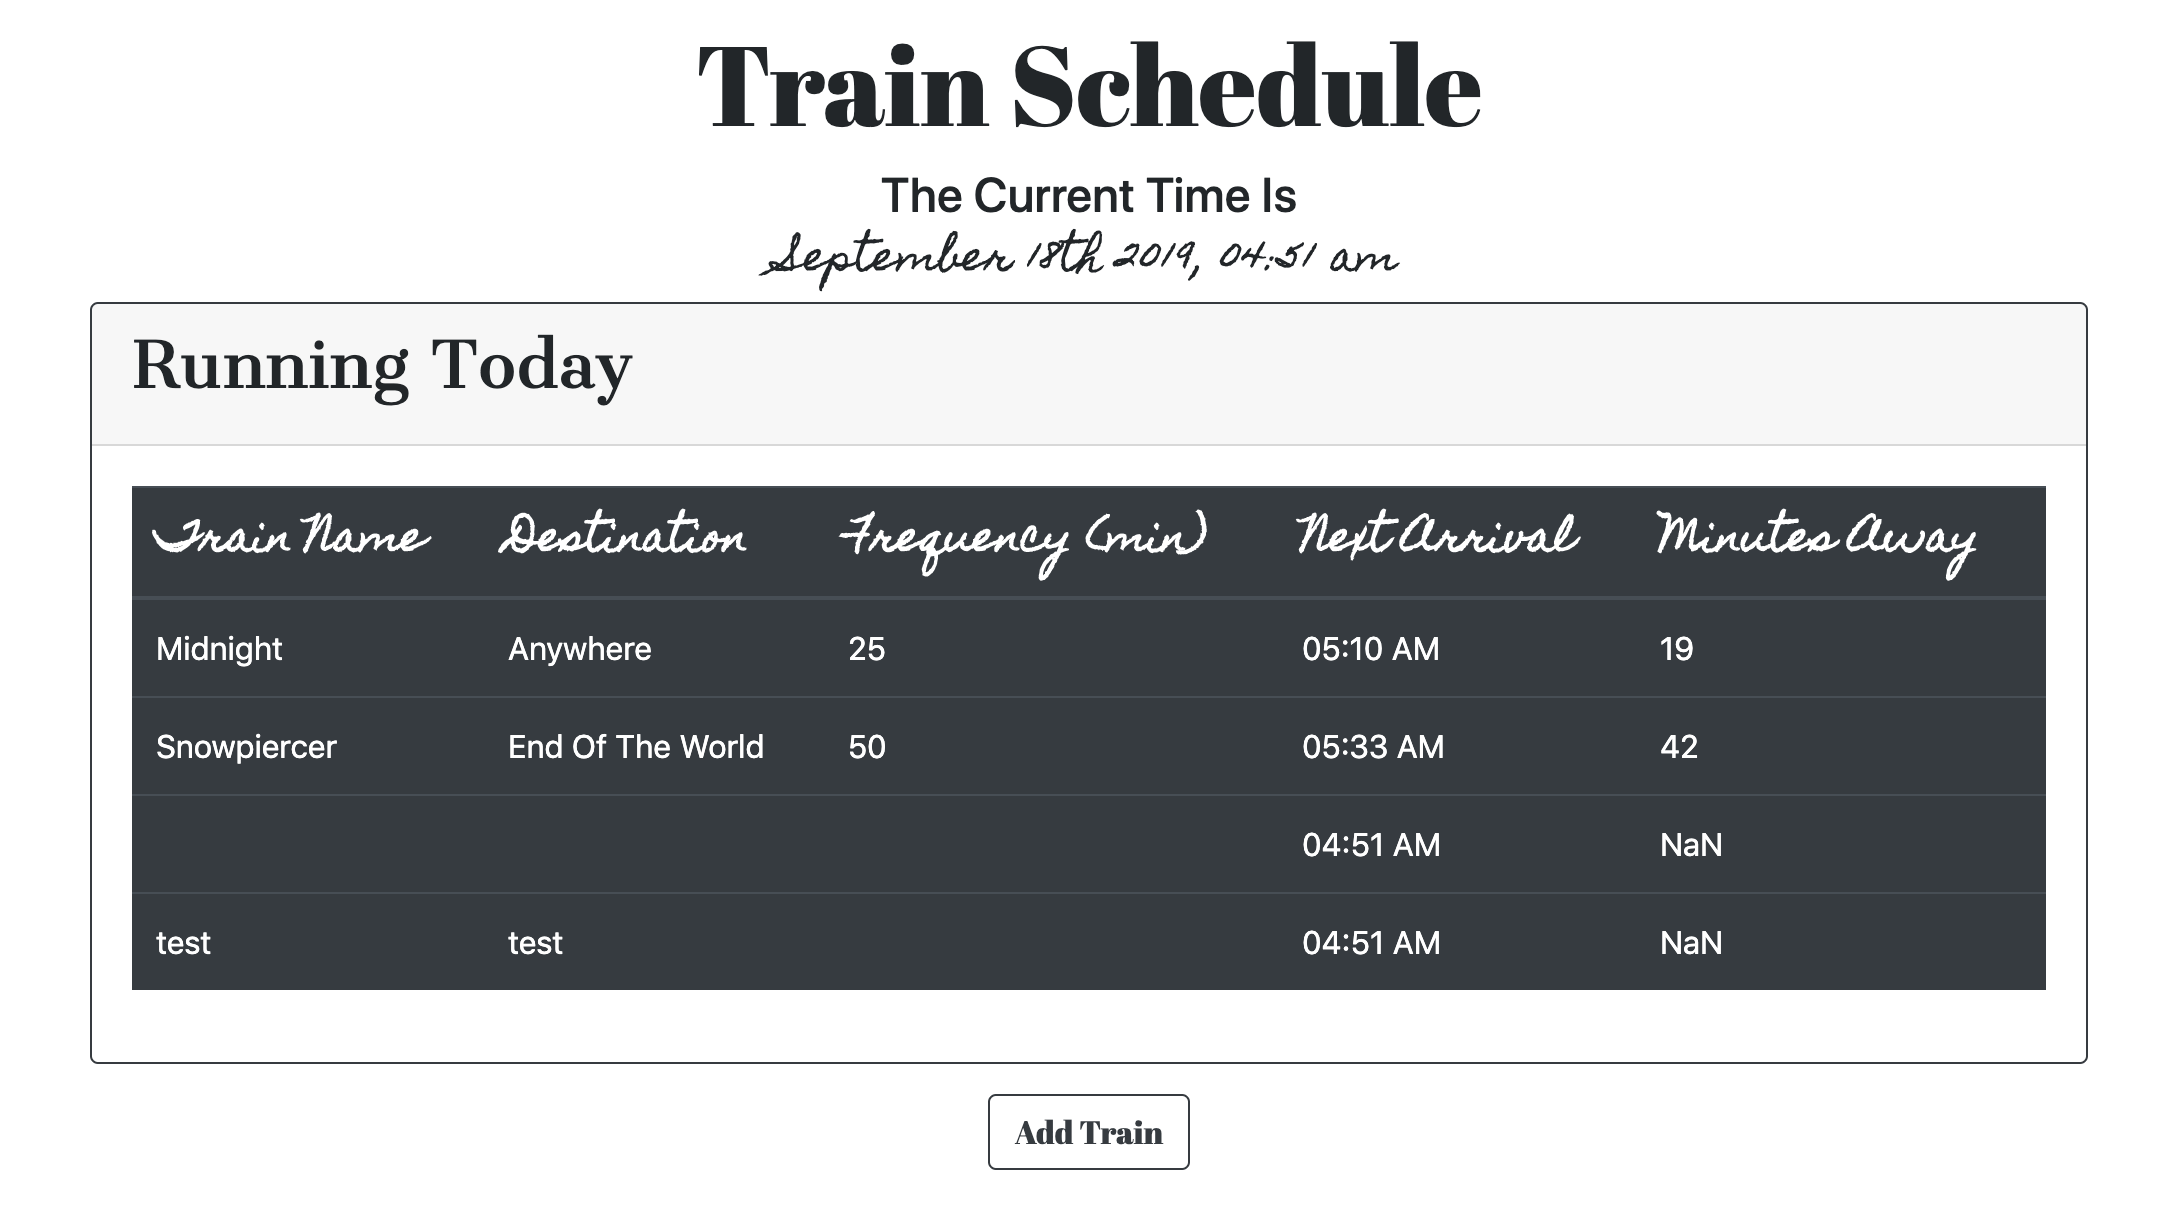 Train Schedule
The Current Time Is
September 18th 2019, 04:51 am
Running Today
Train Name Destination Frequency (min) Next Arrival Minutes Away
Midnight Anywhere 25 05:10 AM 19
Snowpiercer End Of The World 50 05:33 AM 42
04:51 AM NaN
test test 04:51 AM NaN
Add Train